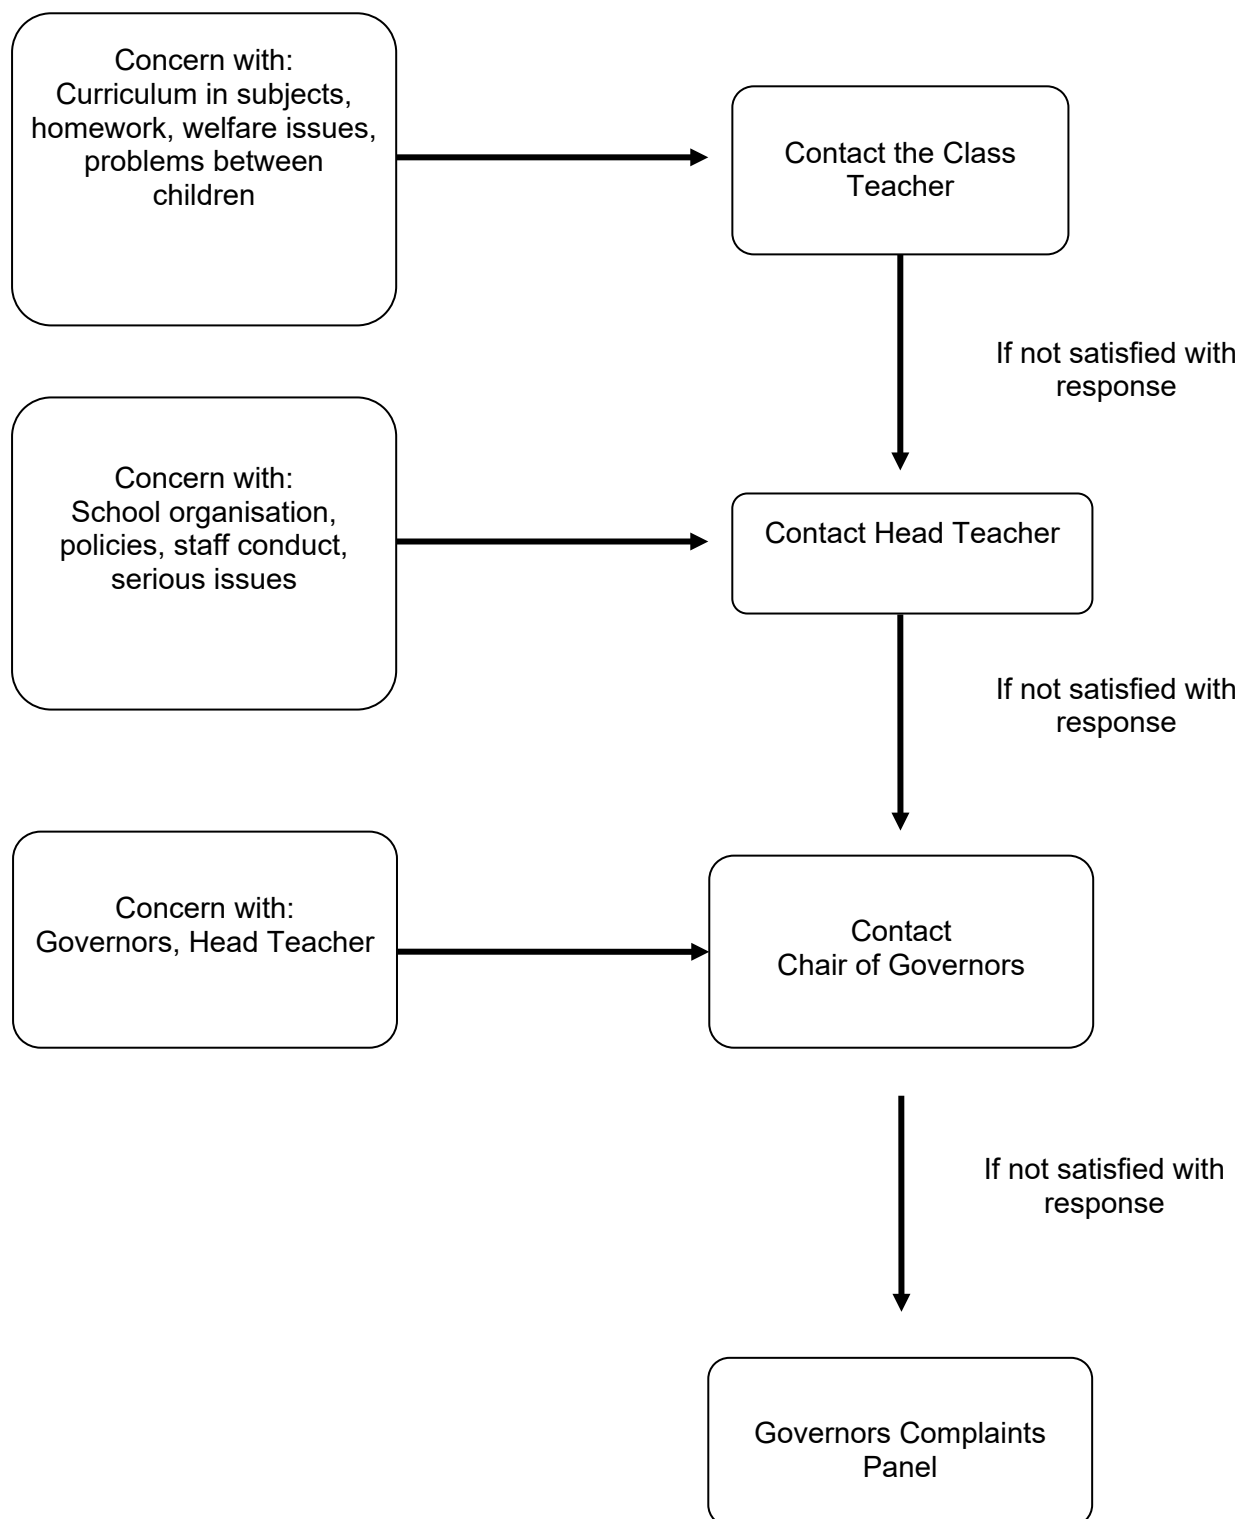 Concern with:
Curriculum in subjects,
homework, welfare issues,
problems between
children
Contact the Class
Teacher
If not satisfied with
response
Concern with:
School organisation,
policies, staff conduct,
serious issues
Contact Head Teacher
If not satisfied with
response
Concern with:
Governors, Head Teacher
Contact
Chair of Governors
If not satisfied with
response
Governors Complaints
Panel